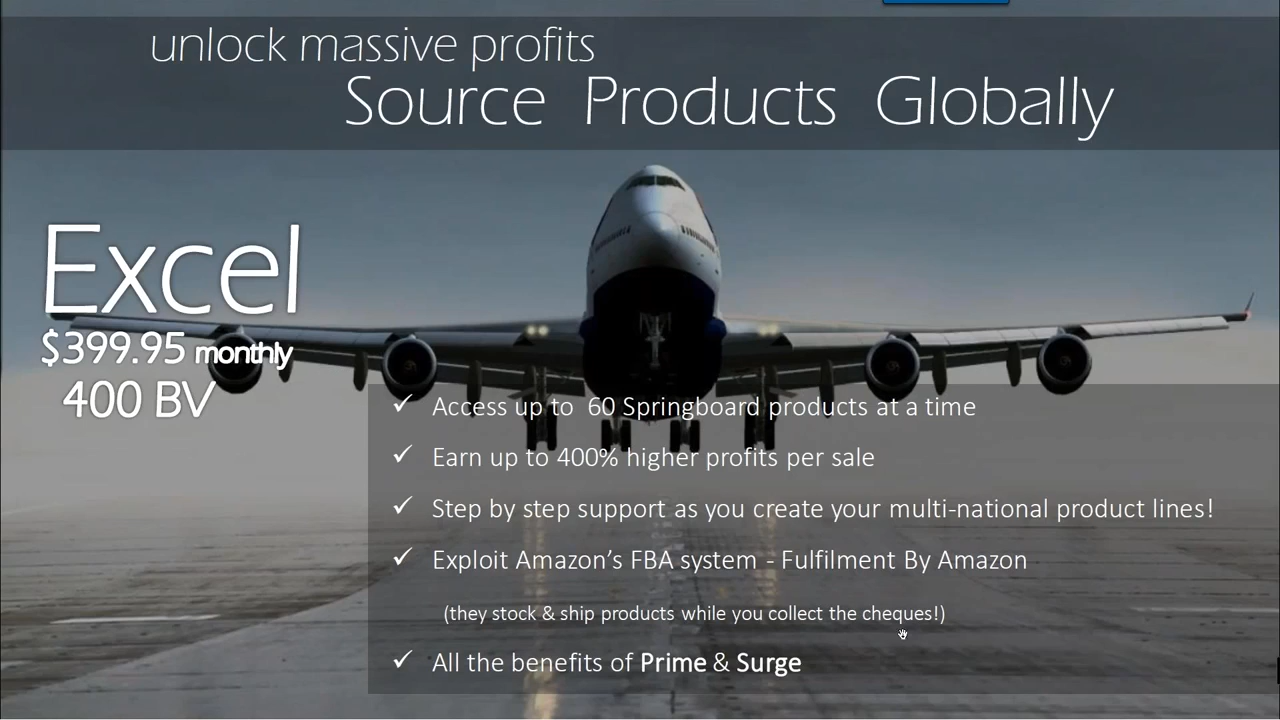 unlock massive profits
Source Products Globally
Excel
$399.95 monthly
400 BV
✓ Access up to 60 Springboard products at a time
✓ Earn up to 400% higher profits per sale
✓ Step by step support as you create your multi-national product lines!
✓ Exploit Amazon’s FBA system - Fulfilment By Amazon
(they stock & ship products while you collect the cheques!)
✓ All the benefits of Prime & Surge